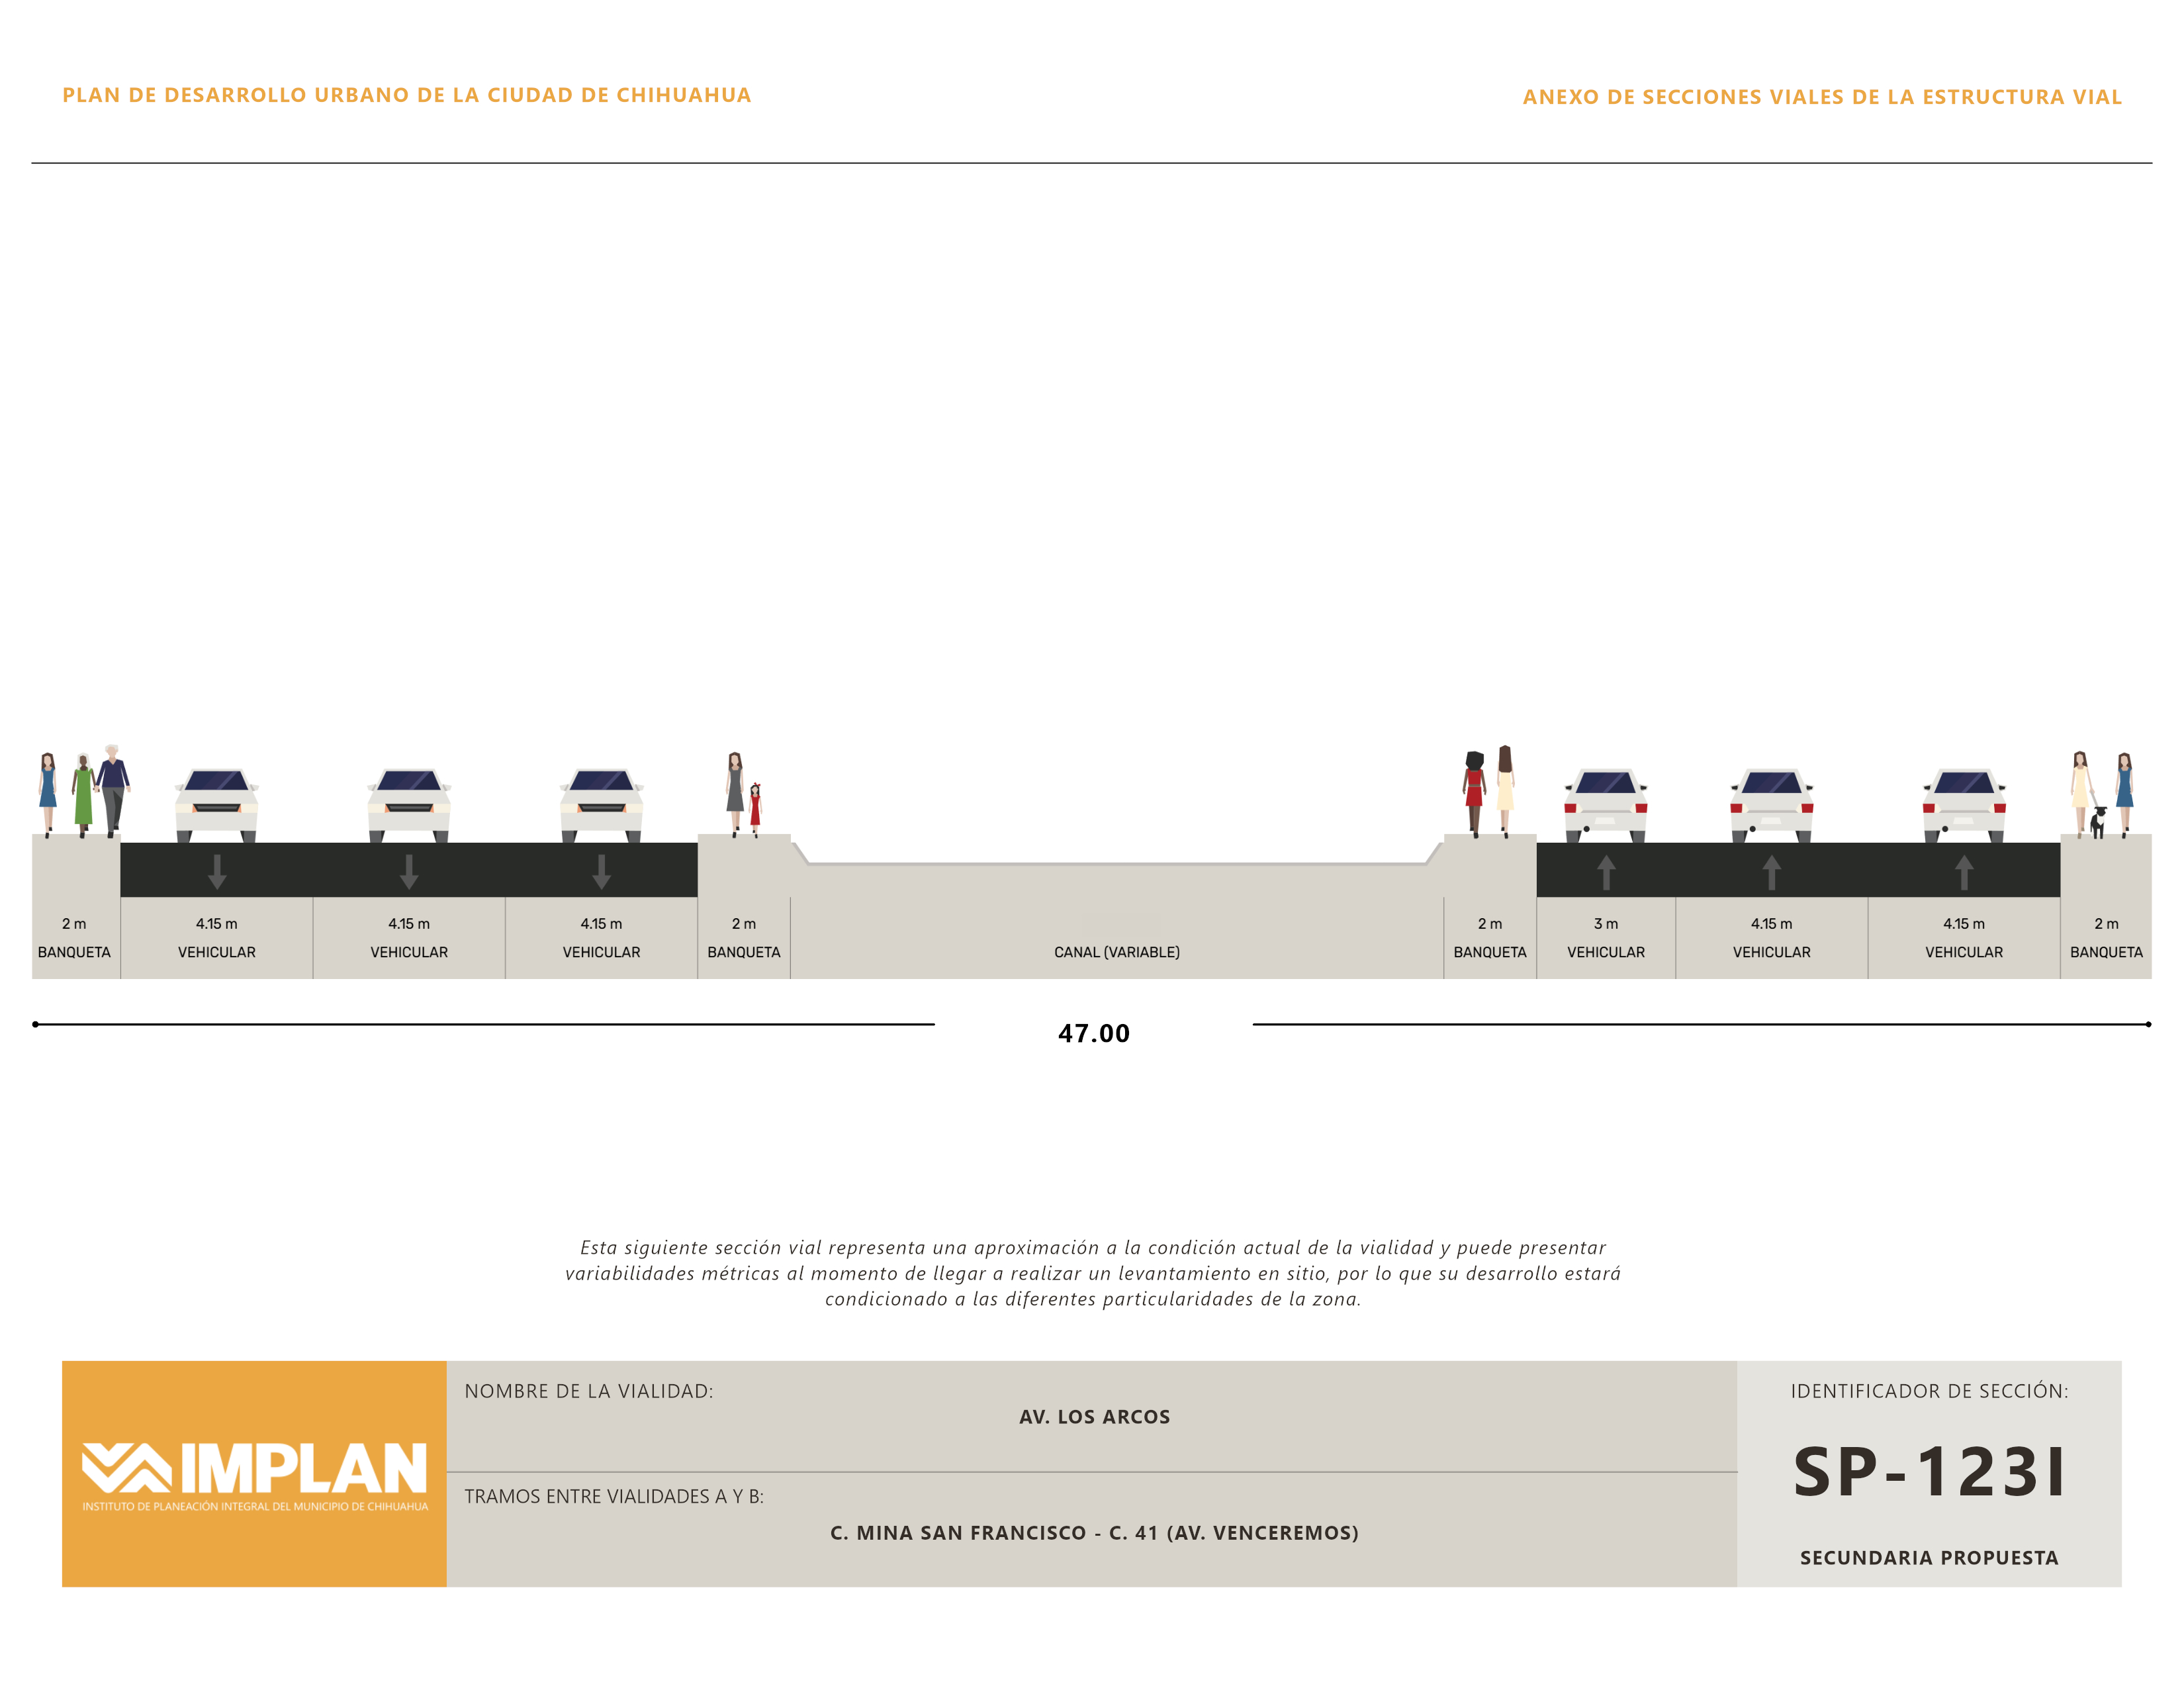 PLAN DE DESARROLLO URBANO DE LA CIUDAD DE CHIHUAHUA
ANEXO DE SECCIONES VIALES DE LA ESTRUCTURA VIAL
2 m
BANQUETA
4.15 m
VEHICULAR
4.15 m
VEHICULAR
4.15 m
VEHICULAR
2 m
BANQUETA
CANAL (VARIABLE)
2 m
BANQUETA
3 m
VEHICULAR
4.15 m
VEHICULAR
4.15 m
VEHICULAR
2 m
BANQUETA
47.00
Esta siguiente sección vial representa una aproximación a la condición actual de la vialidad y puede presentar
variabilidades métricas al momento de llegar a realizar un levantamiento en sitio, por lo que su desarrollo estará
condicionado a las diferentes particularidades de la zona.
IMPLAN
INSTITUTO DE PLANEACIÓN INTEGRAL DEL MUNICIPIO DE CHIHUAHUA
NOMBRE DE LA VIALIDAD:
AV. LOS ARCOS
TRAMOS ENTRE VIALIDADES A Y B:
C. MINA SAN FRANCISCO - C. 41 (AV. VENCEREMOS)
IDENTIFICADOR DE SECCIÓN:
SP-123I
SECUNDARIA PROPUESTA